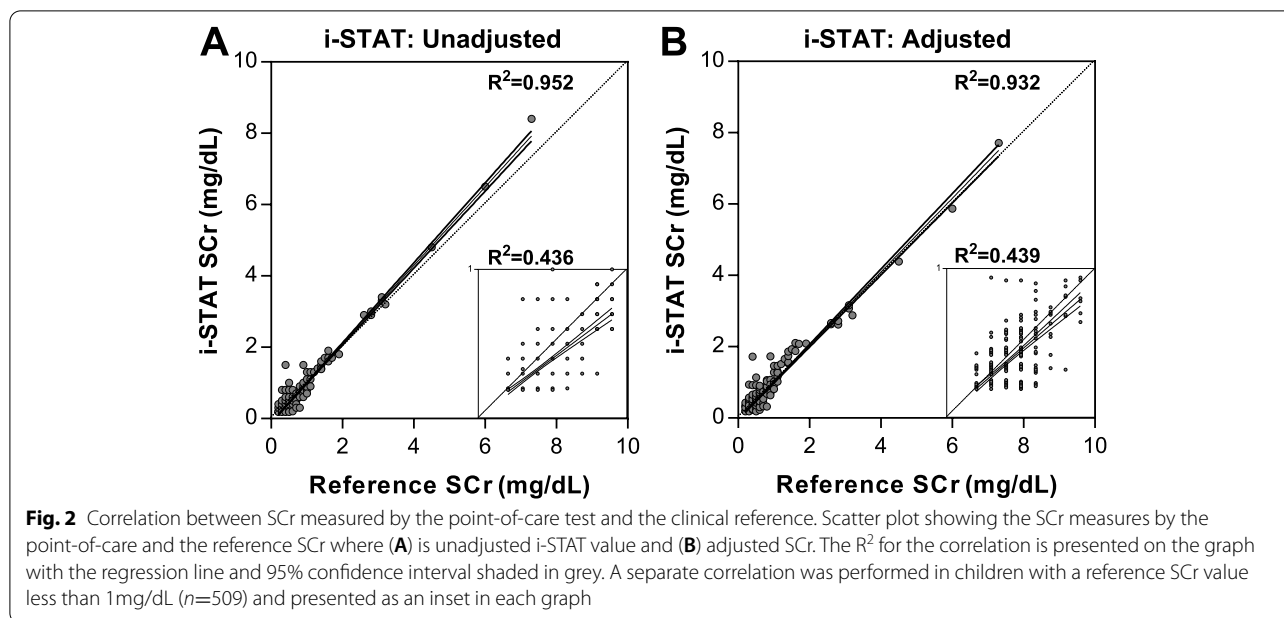 A
i-STAT: Unadjusted
10
8
6
4
2
0
i-STAT SCr (mg/dL)
R²=0.952
R²=0.436
1
0
2
4
6
8
10
Reference SCr (mg/dL)
B
i-STAT: Adjusted
10
8
6
4
2
0
i-STAT SCr (mg/dL)
R²=0.932
R²=0.439
1
0
2
4
6
8
10
Reference SCr (mg/dL)
Fig. 2 Correlation between SCr measured by the point-of-care test and the clinical reference. Scatter plot showing the SCr measures by the
point-of-care and the reference SCr where (A) is unadjusted i-STAT value and (B) adjusted SCr. The R² for the correlation is presented on the graph
with the regression line and 95% confidence interval shaded in grey. A separate correlation was performed in children with a reference SCr value
less than 1mg/dL (n=509) and presented as an inset in each graph